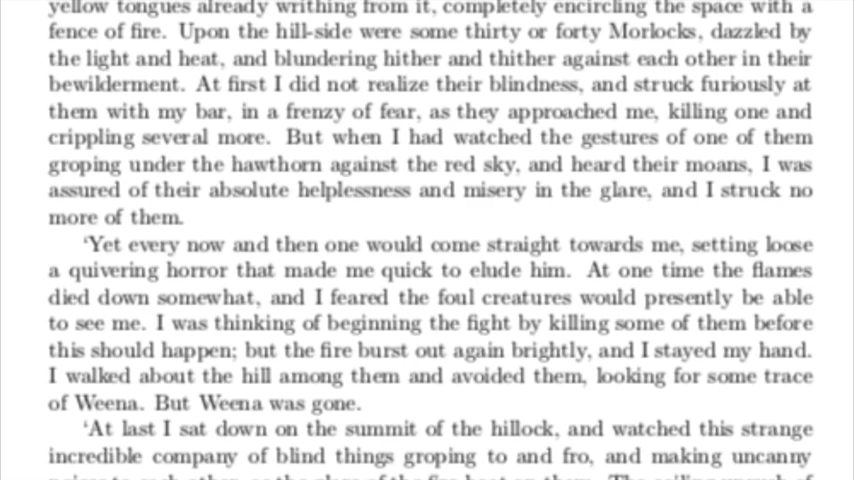 yellow tongues already writhing from it, completely encircling the space with a
fence of fire. Upon the hill-side were some thirty or forty Morlocks, dazzled by
the light and heat, and blundering hither and thither against each other in their
bewilderment. At first I did not realize their blindness, and struck furiously at
them with my bar, in a frenzy of fear, as they approached me, killing one and
crippling several more. But when I had watched the gestures of one of them
groping under the hawthorn against the red sky, and heard their moans, I was
assured of their absolute helplessness and misery in the glare, and I struck no
more of them.
‘Yet every now and then one would come straight towards me, setting loose
a quivering horror that made me quick to elude him. At one time the flames
died down somewhat, and I feared the foul creatures would presently be able
to see me. I was thinking of beginning the fight by killing some of them before
this should happen; but the fire burst out again brightly, and I stayed my hand.
I walked about the hill among them and avoided them, looking for some trace
of Weena. But Weena was gone.
‘At last I sat down on the summit of the hillock, and watched this strange
incredible company of blind things groping to and fro, and making uncanny